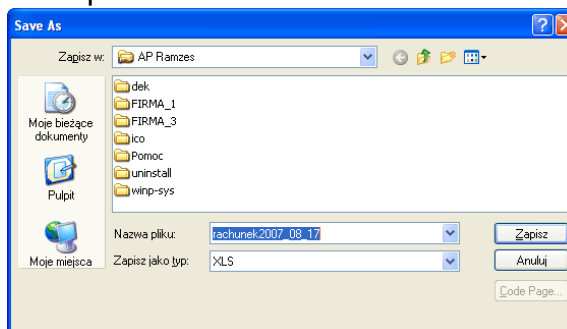 Save As
Zapisz w: AP Ramzes
dek
FIRMA_1
FIRMA_3
ico
Pomoc
uninstall
winp-sys
Moje bieżące
dokumenty
Pulpit
Moje miejsca
Nazwa pliku: rachunek2007_08_17 Zapisz
Zapisz jako typ: XLS Anuluj
Code Page...